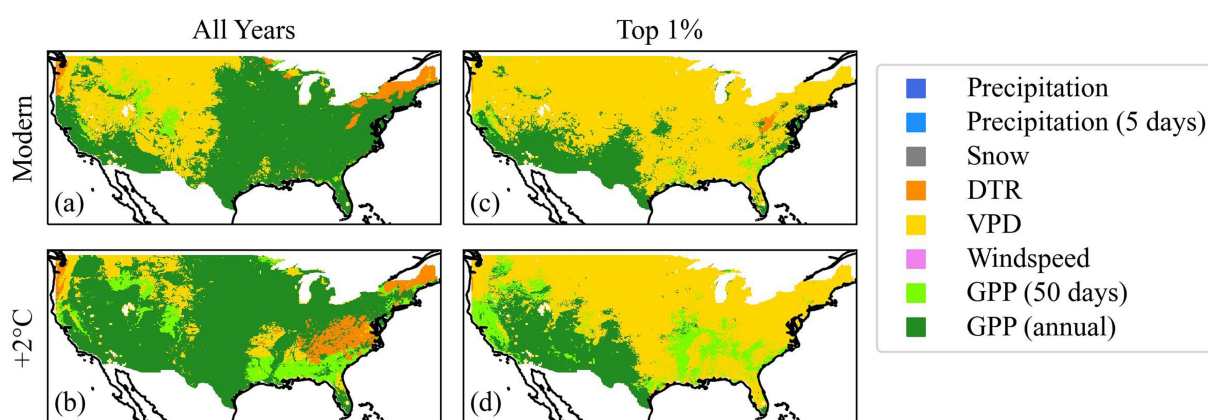 All Years
Top 1%
Modern
(a)
(c)
+2°C
(b)
(d)
Precipitation
Precipitation (5 days)
Snow
DTR
VPD
Windspeed
GPP (50 days)
GPP (annual)